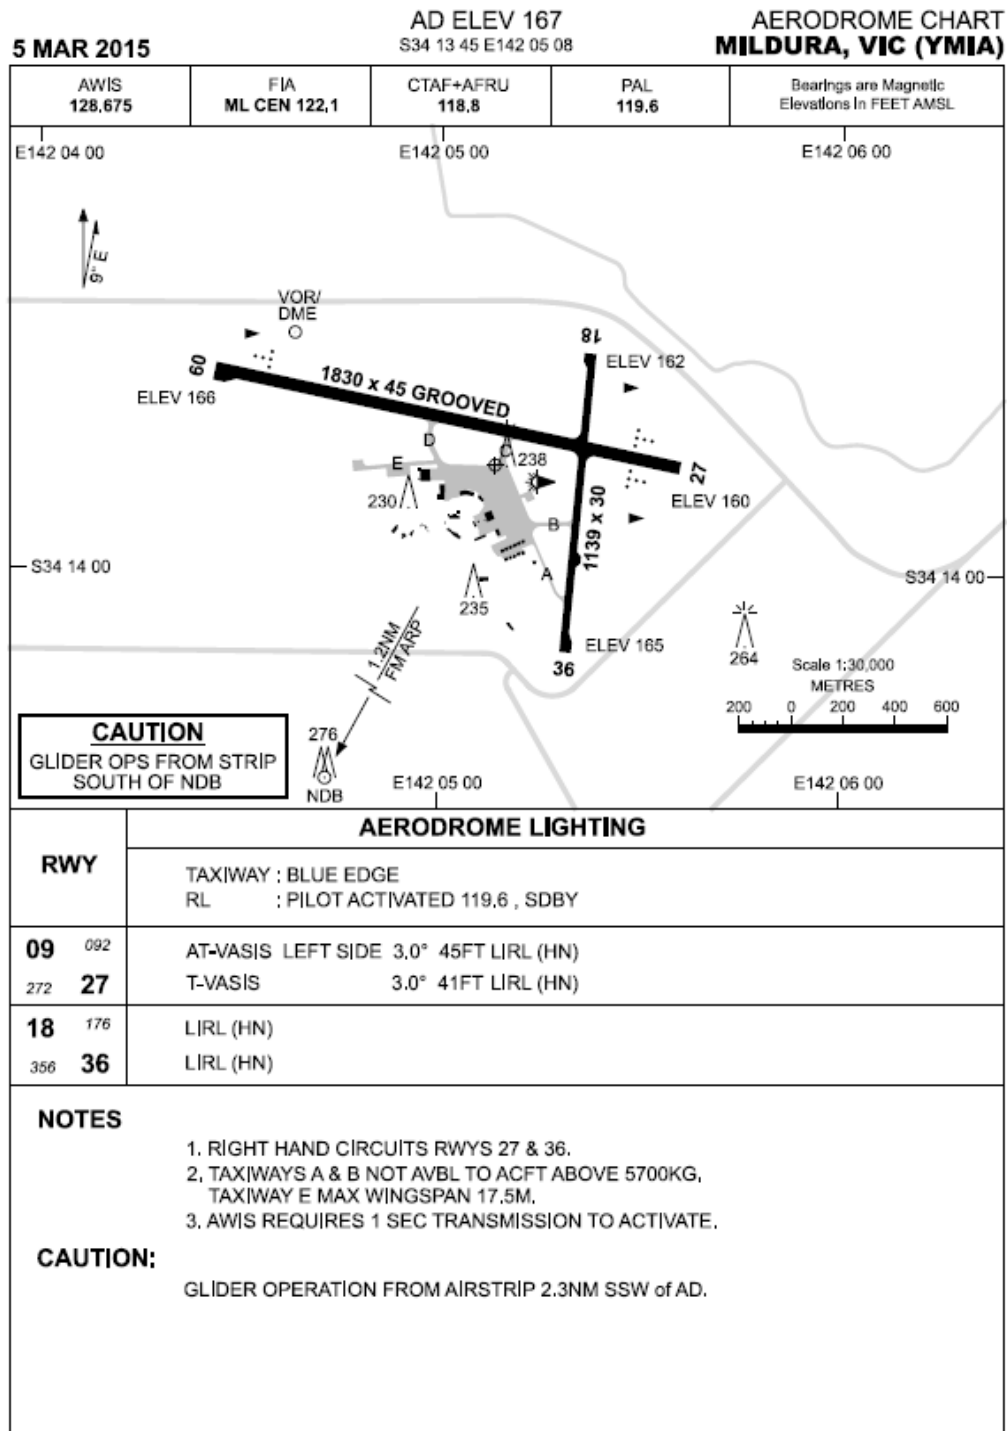 AD ELEV 167
AERODROME CHART
5 MAR 2015
S34 13 45 E142 05 08
MILDURA, VIC (YMIA)
AWIS
128.675
FIA
ML CEN 122.1
CTAF+AFRU
118.8
PAL
119.6
Bearings are Magnetic
Elevations in FEET AMSL
E142 04 00
E142 05 00
E142 06 00
9° E
VOR/
DME
18
ELEV 162
09
ELEV 166
1830 x 45 GROOVED
D
C
E
238
230
27
ELEV 160
1139 x 30
B
A
S34 14 00
S34 14 00
235
ELEV 165
36
264
1.2NM
FM ARP
Scale 1:30,000
METRES
200 0 200 400 600
CAUTION
GLIDER OPS FROM STRIP
SOUTH OF NDB
276
NDB
E142 05 00
E142 06 00
RWY
AERODROME LIGHTING
TAXIWAY : BLUE EDGE
RL : PILOT ACTIVATED 119.6 , SDBY
09 092 AT-VASIS LEFT SIDE 3.0° 45FT LIRL (HN)
272 27 T-VASIS 3.0° 41FT LIRL (HN)
18 176 LIRL (HN)
356 36 LIRL (HN)
NOTES
1. RIGHT HAND CIRCUITS RWYS 27 & 36.
2. TAXIWAYS A & B NOT AVBL TO ACFT ABOVE 5700KG,
TAXIWAY E MAX WINGSPAN 17.5M.
3. AWIS REQUIRES 1 SEC TRANSMISSION TO ACTIVATE.
CAUTION:
GLIDER OPERATION FROM AIRSTRIP 2.3NM SSW of AD.